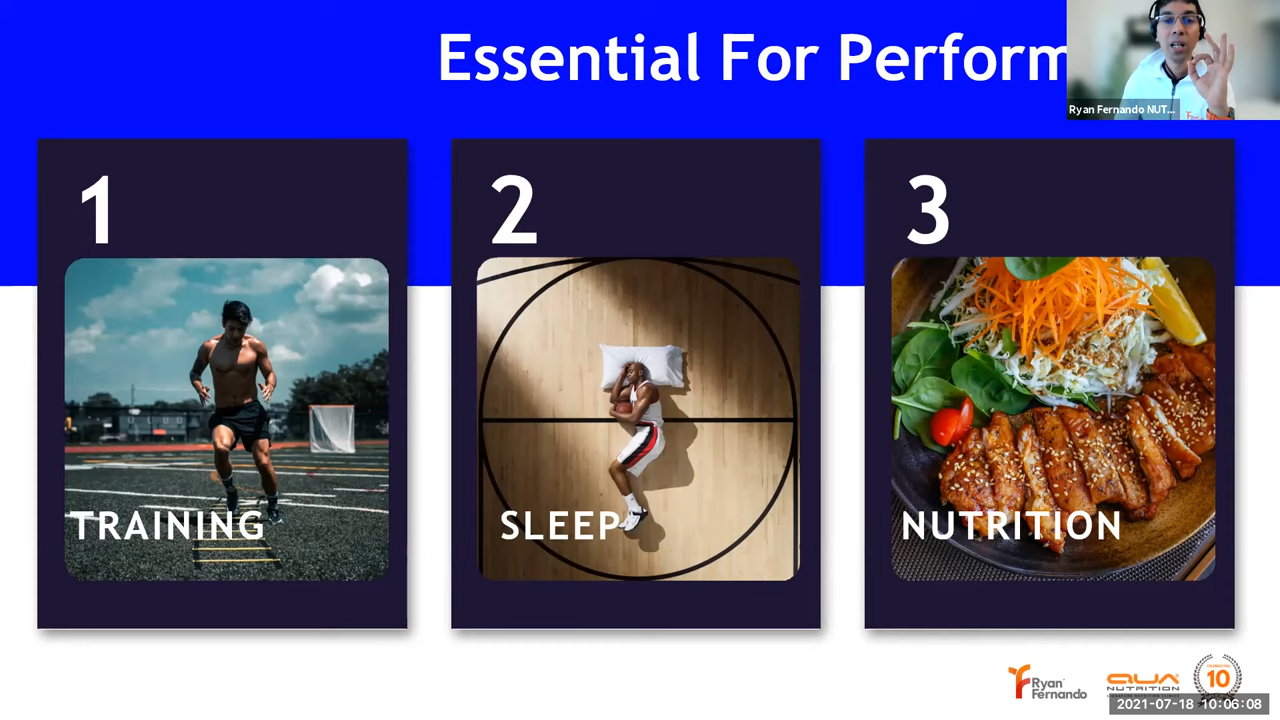 Essential For Perform
Ryan Fernando NUT...
1
2
3
TRAINING
SLEEP
NUTRITION
Ryan
Fernando
QUA
NUTRITION
CELEBRATING
10
2021-07-18 10:06:08